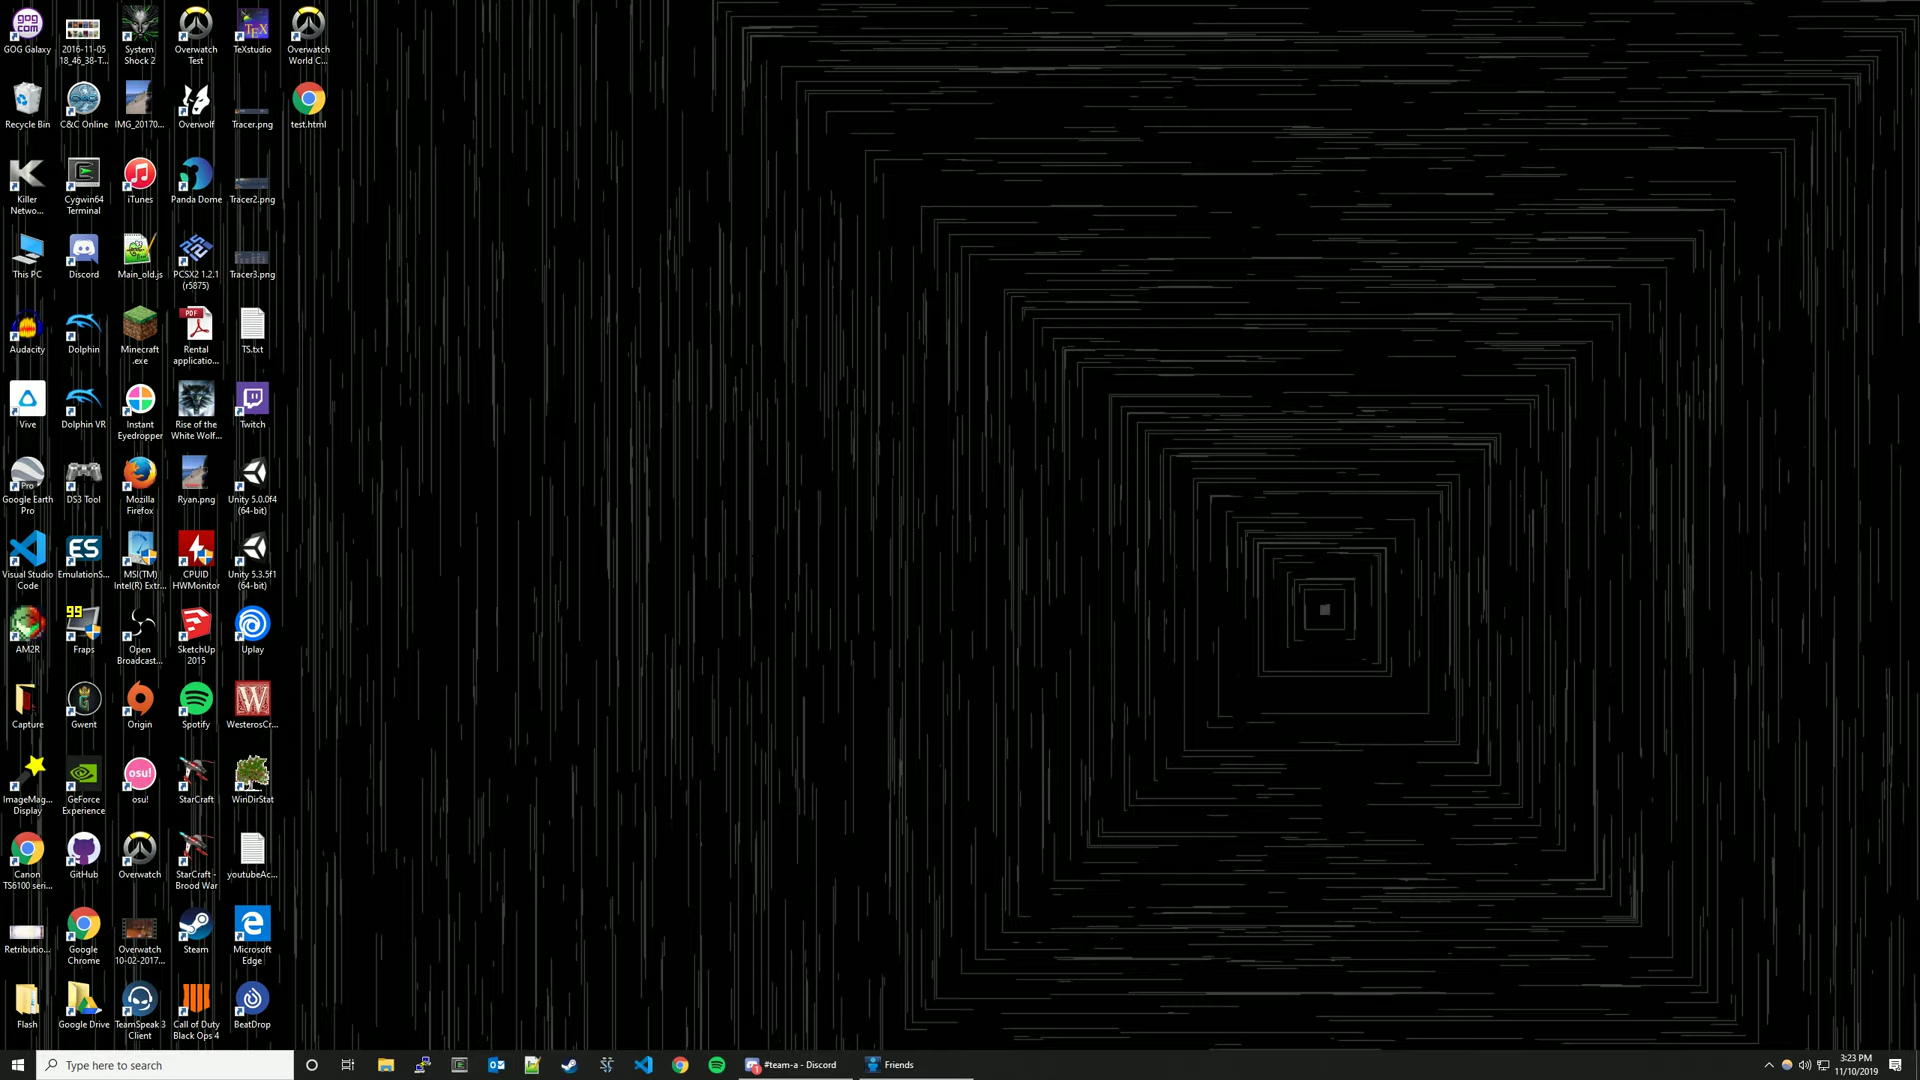 GOG Galaxy
2016-11-05
18_46_38-T...
System
Shock 2
Overwatch
Test
TeXstudio
Overwatch
World C...
Recycle Bin
C&C Online
IMG_20170...
Overwolf
Tracer.png
test.html
Killer
Netwo...
Cygwin64
Terminal
iTunes
Panda Dome
Tracer2.png
This PC
Discord
Main_old.js
PCSX2 1.2.1
(r5875)
Tracer3.png
Audacity
Dolphin
Minecraft
.exe
PDF
Rental
applicatio...
TS.txt
Vive
Dolphin VR
Instant
Eyedropper
Rise of the
White Wolf...
Twitch
Pro
Google Earth
Pro
DS3 Tool
Mozilla
Firefox
Ryan.png
Unity 5.0.0f4
(64-bit)
Visual Studio
Code
ES
EmulationS...
MSI(TM)
Intel(R) Extr...
CPUID
HWMonitor
Unity 5.3.5f1
(64-bit)
AM2R
99
Fraps
Open
Broadcast...
SketchUp
2015
Uplay
Capture
Gwent
Origin
Spotify
W
WesterosCr...
ImageMag...
Display
GeForce
Experience
osu!
osu!
StarCraft
WinDirStat
Canon
TS6100 seri...
GitHub
Overwatch
StarCraft -
Brood War
youtubeAc...
Retributio...
Google
Chrome
Overwatch
10-02-2017...
Steam
Microsoft
Edge
Flash
Google Drive
TeamSpeak 3
Client
Call of Duty
Black Ops 4
BeatDrop
Type here to search
#team-a - Discord
Friends
3:23 PM
11/10/2019